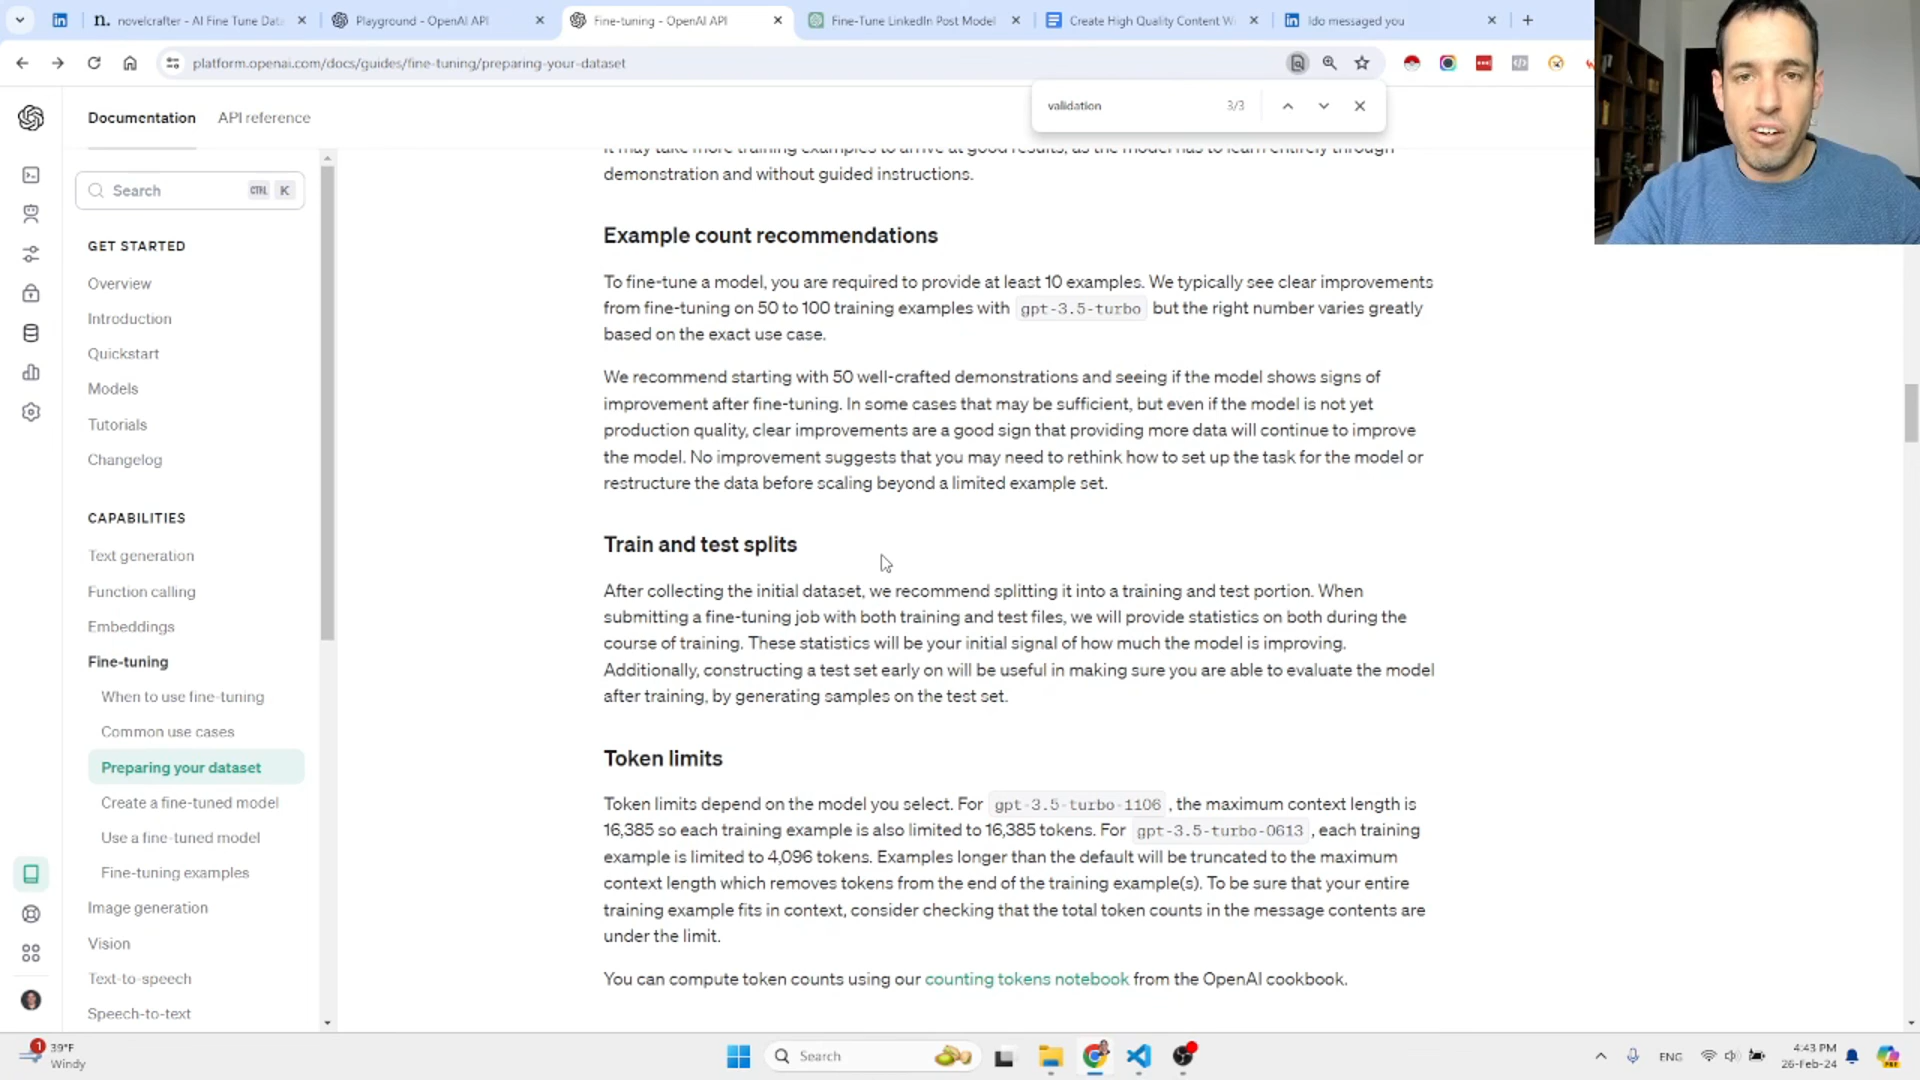 novelcrafter - AI Fine Tune Data
Playground - OpenAI API
Fine-tuning - OpenAI API
Fine-Tune LinkedIn Post Model
Create High Quality Content Wi
Ido messaged you
platform.openai.com/docs/guides/fine-tuning/preparing-your-dataset
validation 3/3
Documentation API reference
Search CTRL K
GET STARTED
Overview
Introduction
Quickstart
Models
Tutorials
Changelog
CAPABILITIES
Text generation
Function calling
Embeddings
Fine-tuning
When to use fine-tuning
Common use cases
Preparing your dataset
Create a fine-tuned model
Use a fine-tuned model
Fine-tuning examples
Image generation
Vision
Text-to-speech
Speech-to-text
It may take more training examples to arrive at good results, as the model has to learn entirely through
demonstration and without guided instructions.
Example count recommendations
To fine-tune a model, you are required to provide at least 10 examples. We typically see clear improvements
from fine-tuning on 50 to 100 training examples with gpt-3.5-turbo but the right number varies greatly
based on the exact use case.
We recommend starting with 50 well-crafted demonstrations and seeing if the model shows signs of
improvement after fine-tuning. In some cases that may be sufficient, but even if the model is not yet
production quality, clear improvements are a good sign that providing more data will continue to improve
the model. No improvement suggests that you may need to rethink how to set up the task for the model or
restructure the data before scaling beyond a limited example set.
Train and test splits
After collecting the initial dataset, we recommend splitting it into a training and test portion. When
submitting a fine-tuning job with both training and test files, we will provide statistics on both during the
course of training. These statistics will be your initial signal of how much the model is improving.
Additionally, constructing a test set early on will be useful in making sure you are able to evaluate the model
after training, by generating samples on the test set.
Token limits
Token limits depend on the model you select. For gpt-3.5-turbo-1106 , the maximum context length is
16,385 so each training example is also limited to 16,385 tokens. For gpt-3.5-turbo-0613 , each training
example is limited to 4,096 tokens. Examples longer than the default will be truncated to the maximum
context length which removes tokens from the end of the training example(s). To be sure that your entire
training example fits in context, consider checking that the total token counts in the message contents are
under the limit.
You can compute token counts using our counting tokens notebook from the OpenAI cookbook.
1
39°F
Windy
Search
ENG
4:43 PM
26-Feb-24